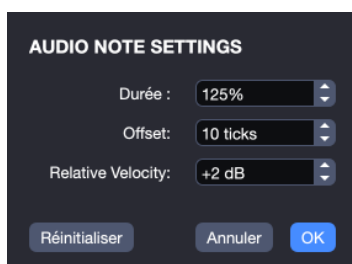 AUDIO NOTE SETTINGS
Durée : 125%
Offset: 10 ticks
Relative Velocity: +2 dB
Réinitialiser Annuler OK